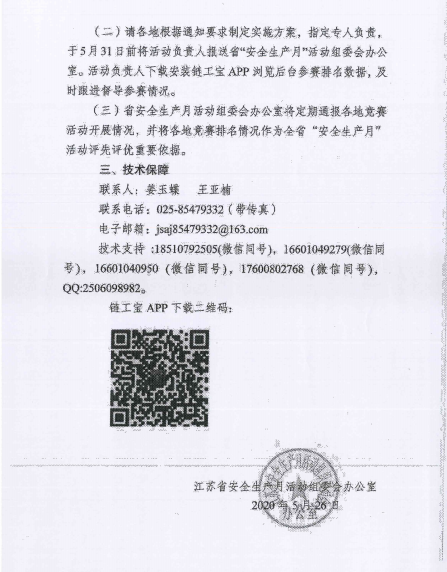 （二）请各地根据通知要求制定实施方案，指定专人负责，
于5月31日前将活动负责人报送省“安全生产月”活动组委会办公
室。活动负责人下载安装链工宝APP浏览后台参赛排名数据，及
时跟进督导参赛情况。
（三）省安全生产月活动组委会办公室将定期通报各地竞赛
活动开展情况，并将各地竞赛排名情况作为全省“安全生产月”
活动评先评优重要依据。
三、技术保障
联系人：姜玉蝶　王亚楠
联系电话：025-85479332（带传真）
电子邮箱：jsaj85479332@163.com
技术支持:18510792505(微信同号)，16601049279(微信同
号)，16601040950（微信同号），17600802768（微信同号），
QQ:2506098982。
链工宝APP下载二维码：
江苏省安全生产月活动组委会办公室
2020年5月26日
办公室